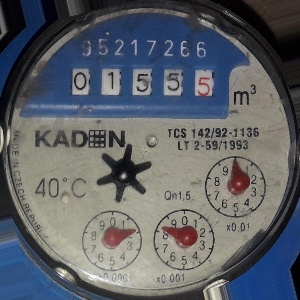 95217266
01555 m³
KADEN
TCS 142/92-1136
LT 2-59/1993
40°C
Qn1,5
x0.01
x0.001
MADE IN CZECH REPUBLIC